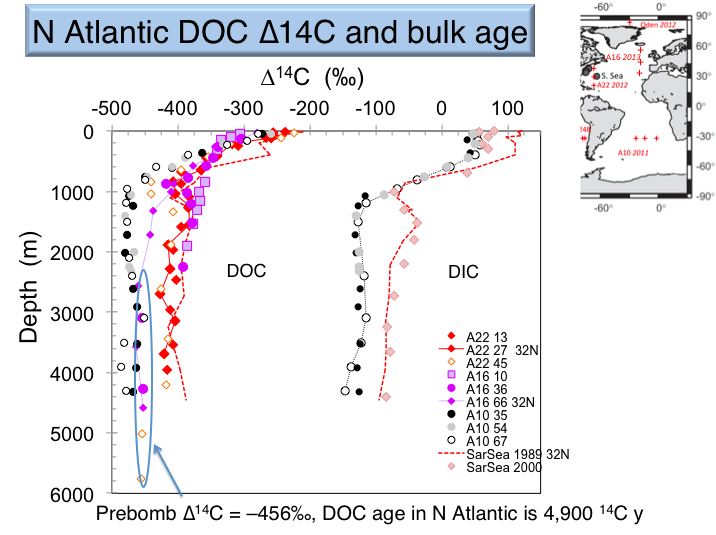 N Atlantic DOC Δ14C and bulk age
Δ¹⁴C (‰)
-500 -400 -300 -200 -100 0 100
0
1000
2000
3000
4000
5000
6000
Depth (m)
DOC
DIC
A22 13
A22 27 32N
A22 45
A16 10
A16 36
A16 66 32N
A10 35
A10 54
A10 67
SarSea 1989 32N
SarSea 2000
Prebomb Δ¹⁴C = –456‰, DOC age in N Atlantic is 4,900 ¹⁴C y
-60° 0°
Oden 2012
A16 2013
S. Sea
A22 2012
A10 2011
90°
60°
30°
0°
-30°
-60°
-90°
-60° 0°